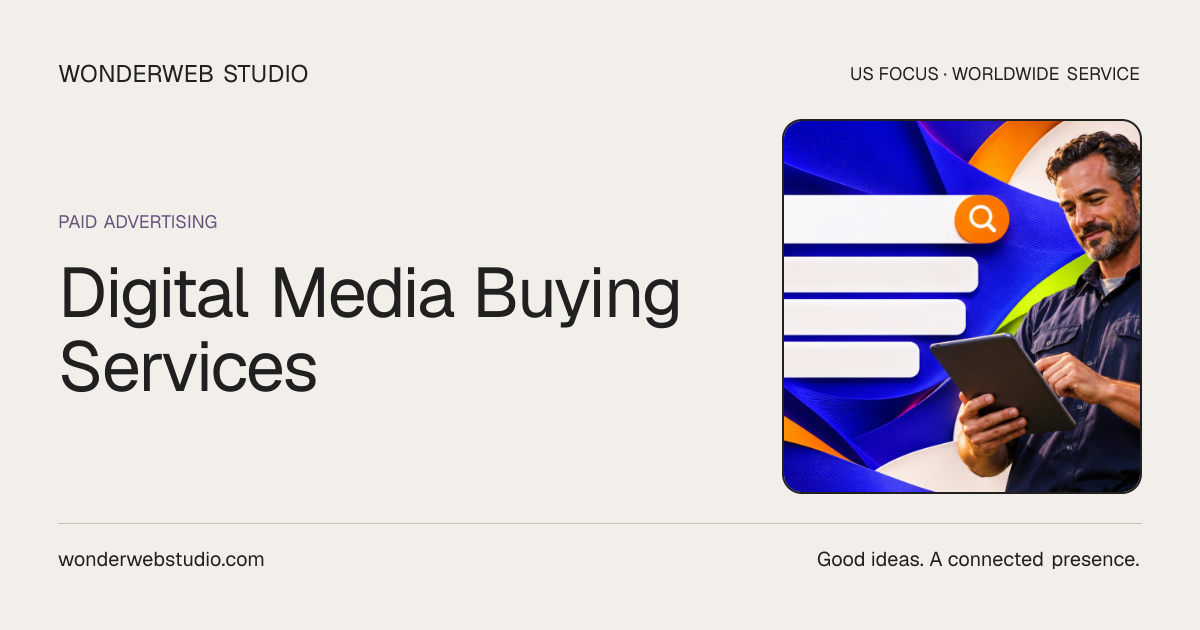 WONDERWEB STUDIO
US FOCUS · WORLDWIDE SERVICE
PAID ADVERTISING
Digital Media Buying
Services
wonderwebstudio.com
Good ideas. A connected presence.